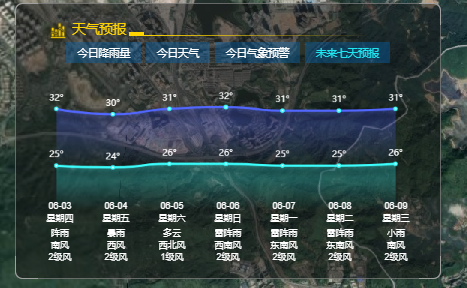 天气预报
今日降雨量 今日天气 今日气象预警 未来七天预报
32° 30° 31° 32° 31° 31° 31°
25° 24° 26° 26° 25° 25° 26°
06-03 06-04 06-05 06-06 06-07 06-08 06-09
星期四 星期五 星期六 星期日 星期一 星期二 星期三
阵雨 暴雨 多云 雷阵雨 雷阵雨 雷阵雨 小雨
南风 西风 西北风 西南风 东南风 东南风 南风
2级风 2级风 1级风 2级风 2级风 2级风 2级风